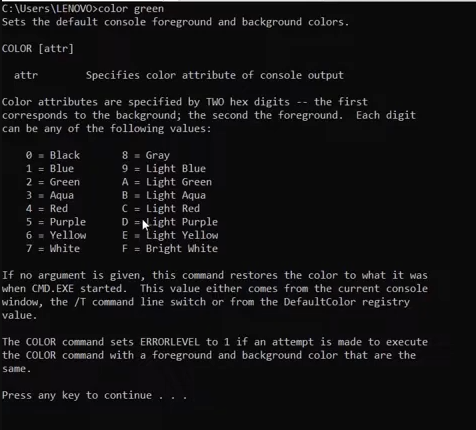 C:\Users\LENOVO>color green
Sets the default console foreground and background colors.
COLOR [attr]
attr Specifies color attribute of console output
Color attributes are specified by TWO hex digits -- the first
corresponds to the background; the second the foreground. Each digit
can be any of the following values:
0 = Black 8 = Gray
1 = Blue 9 = Light Blue
2 = Green A = Light Green
3 = Aqua B = Light Aqua
4 = Red C = Light Red
5 = Purple D = Light Purple
6 = Yellow E = Light Yellow
7 = White F = Bright White
If no argument is given, this command restores the color to what it was
when CMD.EXE started. This value either comes from the current console
window, the /T command line switch or from the DefaultColor registry
value.
The COLOR command sets ERRORLEVEL to 1 if an attempt is made to execute
the COLOR command with a foreground and background color that are the
same.
Press any key to continue . . .